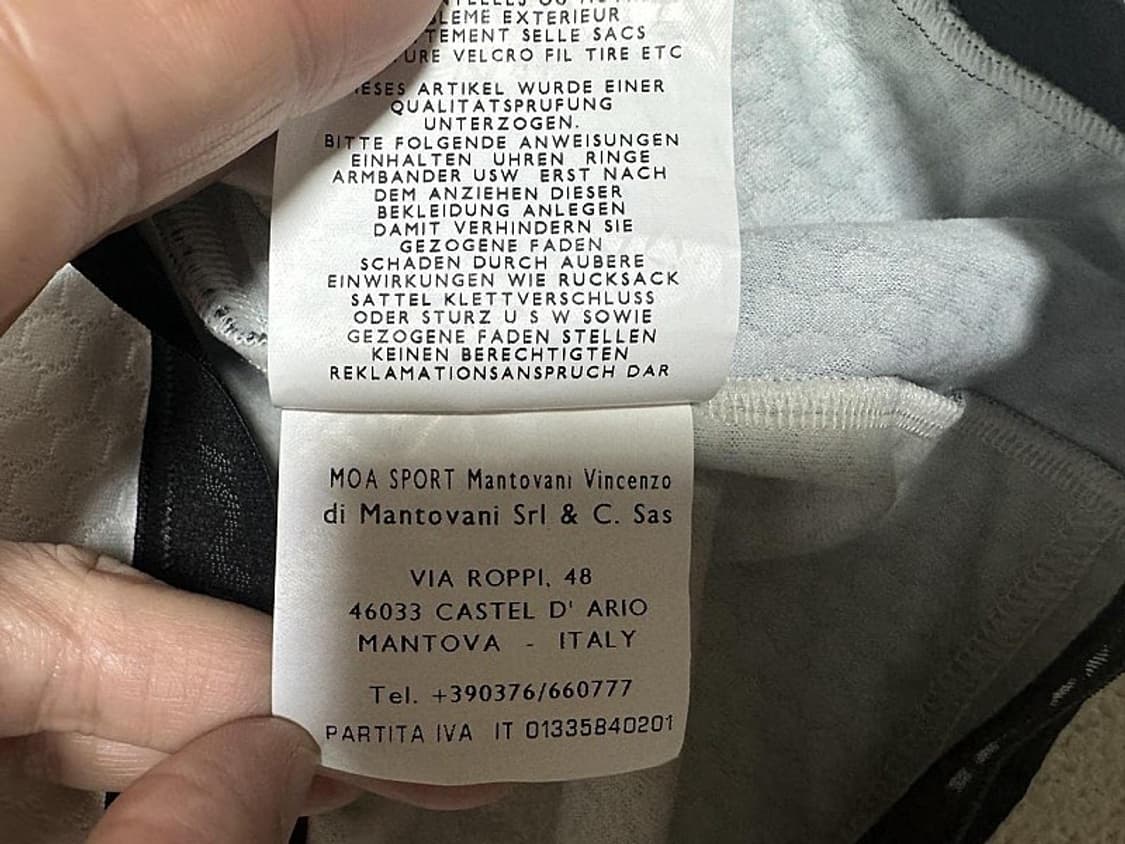 BLEME EXTERIEUR
TEMENT SELLE SACS
URE VELCRO FIL TIRE ETC
ESES ARTIKEL WURDE EINER
QUALITATSPRUFUNG
UNTERZOGEN.
BITTE FOLGENDE ANWEISUNGEN
EINHALTEN UHREN RINGE
ARMBANDER USW ERST NACH
DEM ANZIEHEN DIESER
BEKLEIDUNG ANLEGEN
DAMIT VERHINDERN SIE
GEZOGENE FADEN
SCHADEN DURCH AUBERE
EINWIRKUNGEN WIE RUCKSACK
SATTEL KLETTVERSCHLUSS
ODER STURZ U S W SOWIE
GEZOGENE FADEN STELLEN
KEINEN BERECHTIGTEN
REKLAMATIONSANSPRUCH DAR
MOA SPORT Mantovani Vincenzo
di Mantovani Srl & C. Sas
VIA ROPPI, 48
46033 CASTEL D' ARIO
MANTOVA - ITALY
Tel. +390376/660777
PARTITA IVA IT 01335840201